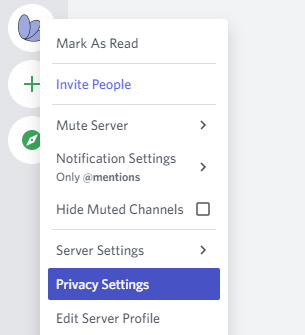 Mark As Read
Invite People
Mute Server
Notification Settings
Only @mentions
Hide Muted Channels
Server Settings
Privacy Settings
Edit Server Profile